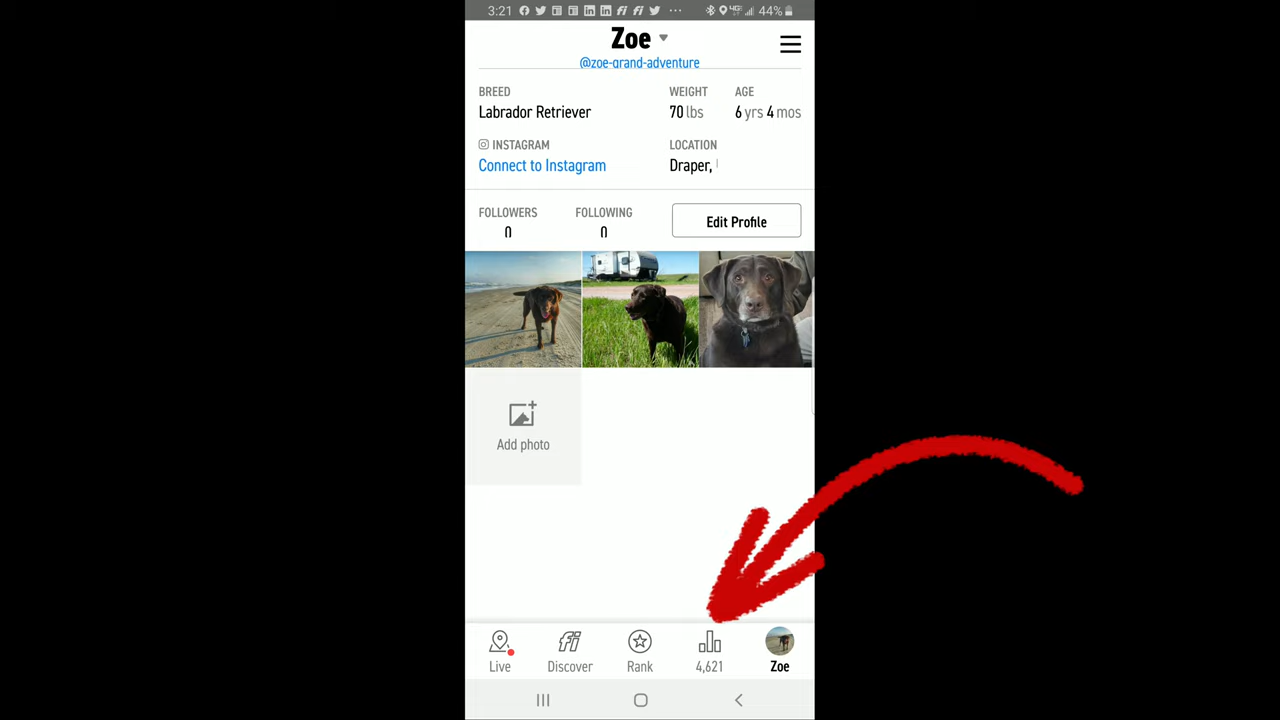 3:21 44%
Zoe
@zoe-grand-adventure
BREED WEIGHT AGE
Labrador Retriever 70 lbs 6 yrs 4 mos
INSTAGRAM LOCATION
Connect to Instagram Draper,
FOLLOWERS FOLLOWING
0 0 Edit Profile
Add photo
fi
Live Discover Rank 4,621 Zoe